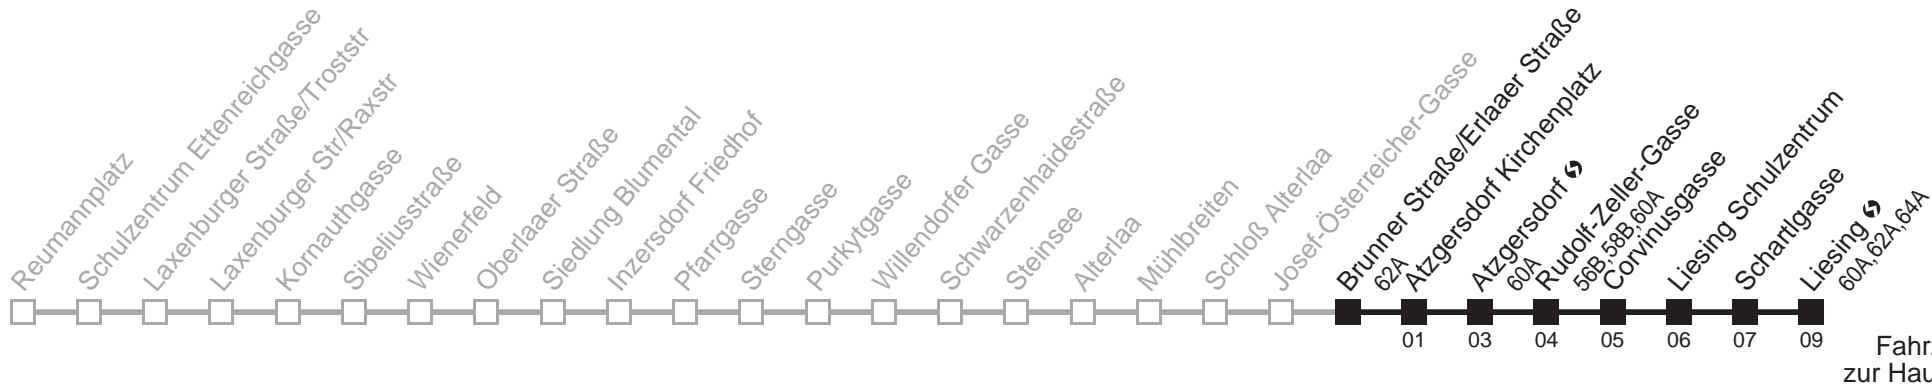 Reumannplatz
Schulzentrum Ettenreichgasse
Laxenburger Straße/Troststr
Laxenburger Str/Raxstr
Kornauthgasse
Sibeliusstraße
Wienerfeld
Oberlaaer Straße
Siedlung Blumental
Inzersdorf Friedhof
Pfarrgasse
Sterngasse
Purkytgasse
Willendorfer Gasse
Schwarzenhaidestraße
Steinsee
Alterlaa
Mühlbreiten
Schloß Alterlaa
Josef-Österreicher-Gasse
Brunner Straße/Erlaaer Straße
62A
Atzgersdorf Kirchenplatz
Atzgersdorf
60A
Rudolf-Zeller-Gasse
56B,58B,60A
Corvinusgasse
Liesing Schulzentrum
Schartlgasse
Liesing
60A,62A,64A
01
03
04
05
06
07
09
Fahr
zur Hau